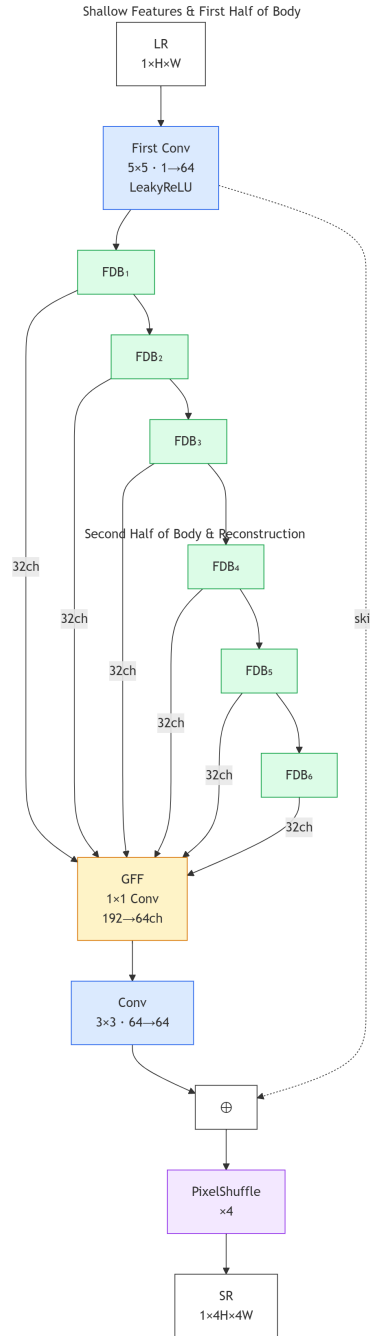 Shallow Features & First Half of Body
LR
1×H×W
First Conv
5×5 · 1→64
LeakyReLU
FDB₁
FDB₂
FDB₃
Second Half of Body & Reconstruction
FDB₄
32ch
32ch
ski
32ch
FDB₅
32ch
32ch
FDB₆
32ch
GFF
1×1 Conv
192→64ch
Conv
3×3 · 64→64
⊕
PixelShuffle
×4
SR
1×4H×4W